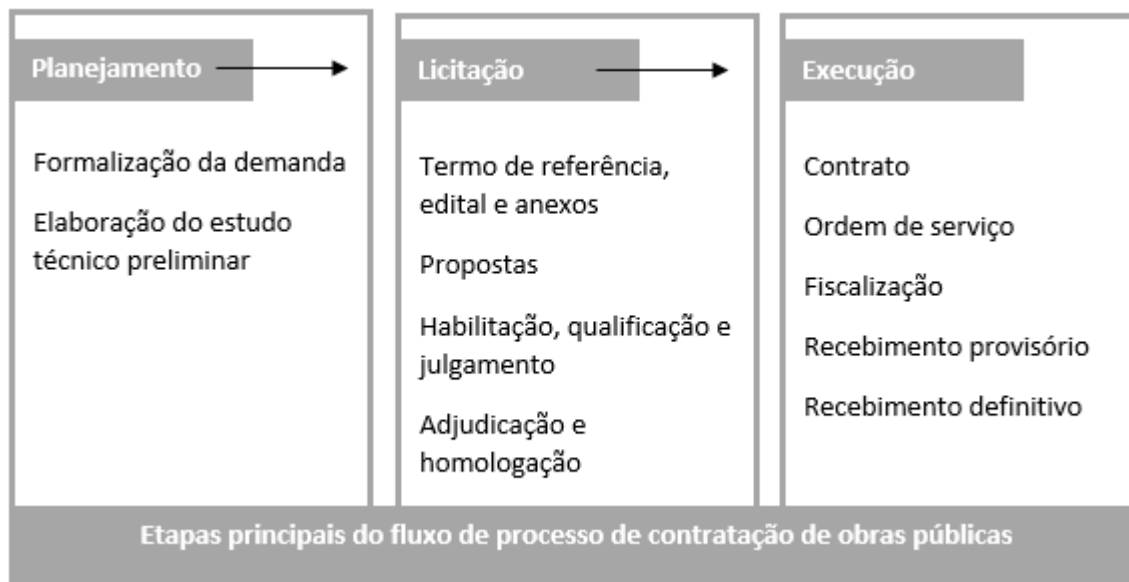 Planejamento
Formalização da demanda
Elaboração do estudo
técnico preliminar
Licitação
Termo de referência,
edital e anexos
Propostas
Habilitação, qualificação e
julgamento
Adjudicação e
homologação
Execução
Contrato
Ordem de serviço
Fiscalização
Recebimento provisório
Recebimento definitivo
Etapas principais do fluxo de processo de contratação de obras públicas